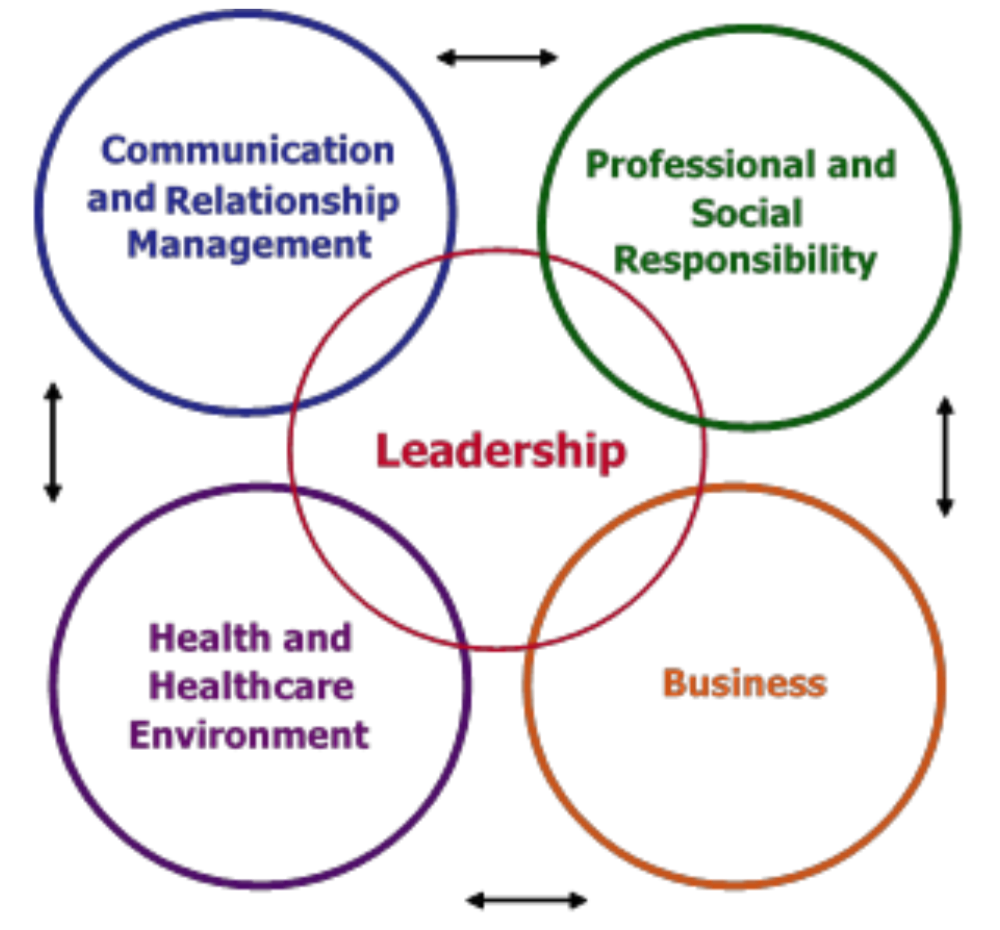 Communication
and Relationship
Management
Professional and
Social
Responsibility
Leadership
Health and
Healthcare
Environment
Business